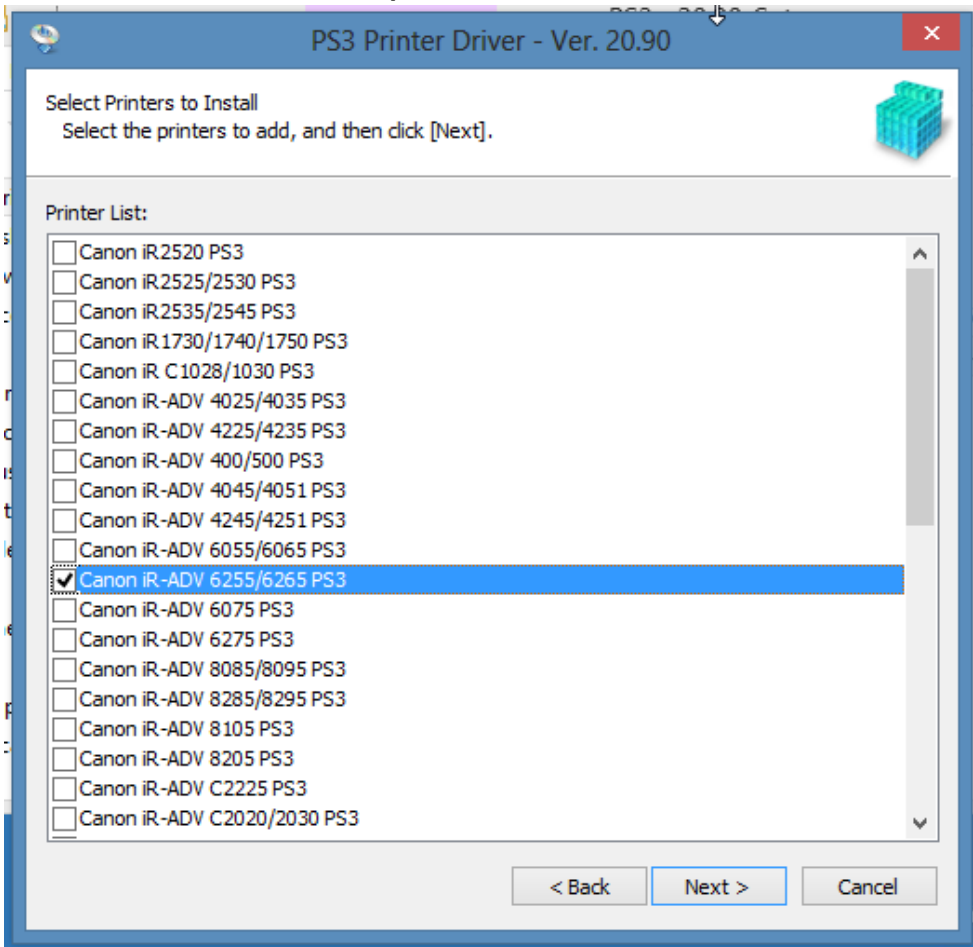 PS3 Printer Driver - Ver. 20.90
Select Printers to Install
Select the printers to add, and then click [Next].
Printer List:
Canon iR2520 PS3
Canon iR2525/2530 PS3
Canon iR2535/2545 PS3
Canon iR1730/1740/1750 PS3
Canon iR C1028/1030 PS3
Canon iR-ADV 4025/4035 PS3
Canon iR-ADV 4225/4235 PS3
Canon iR-ADV 400/500 PS3
Canon iR-ADV 4045/4051 PS3
Canon iR-ADV 4245/4251 PS3
Canon iR-ADV 6055/6065 PS3
Canon iR-ADV 6255/6265 PS3
Canon iR-ADV 6075 PS3
Canon iR-ADV 6275 PS3
Canon iR-ADV 8085/8095 PS3
Canon iR-ADV 8285/8295 PS3
Canon iR-ADV 8105 PS3
Canon iR-ADV 8205 PS3
Canon iR-ADV C2225 PS3
Canon iR-ADV C2020/2030 PS3
< Back Next > Cancel